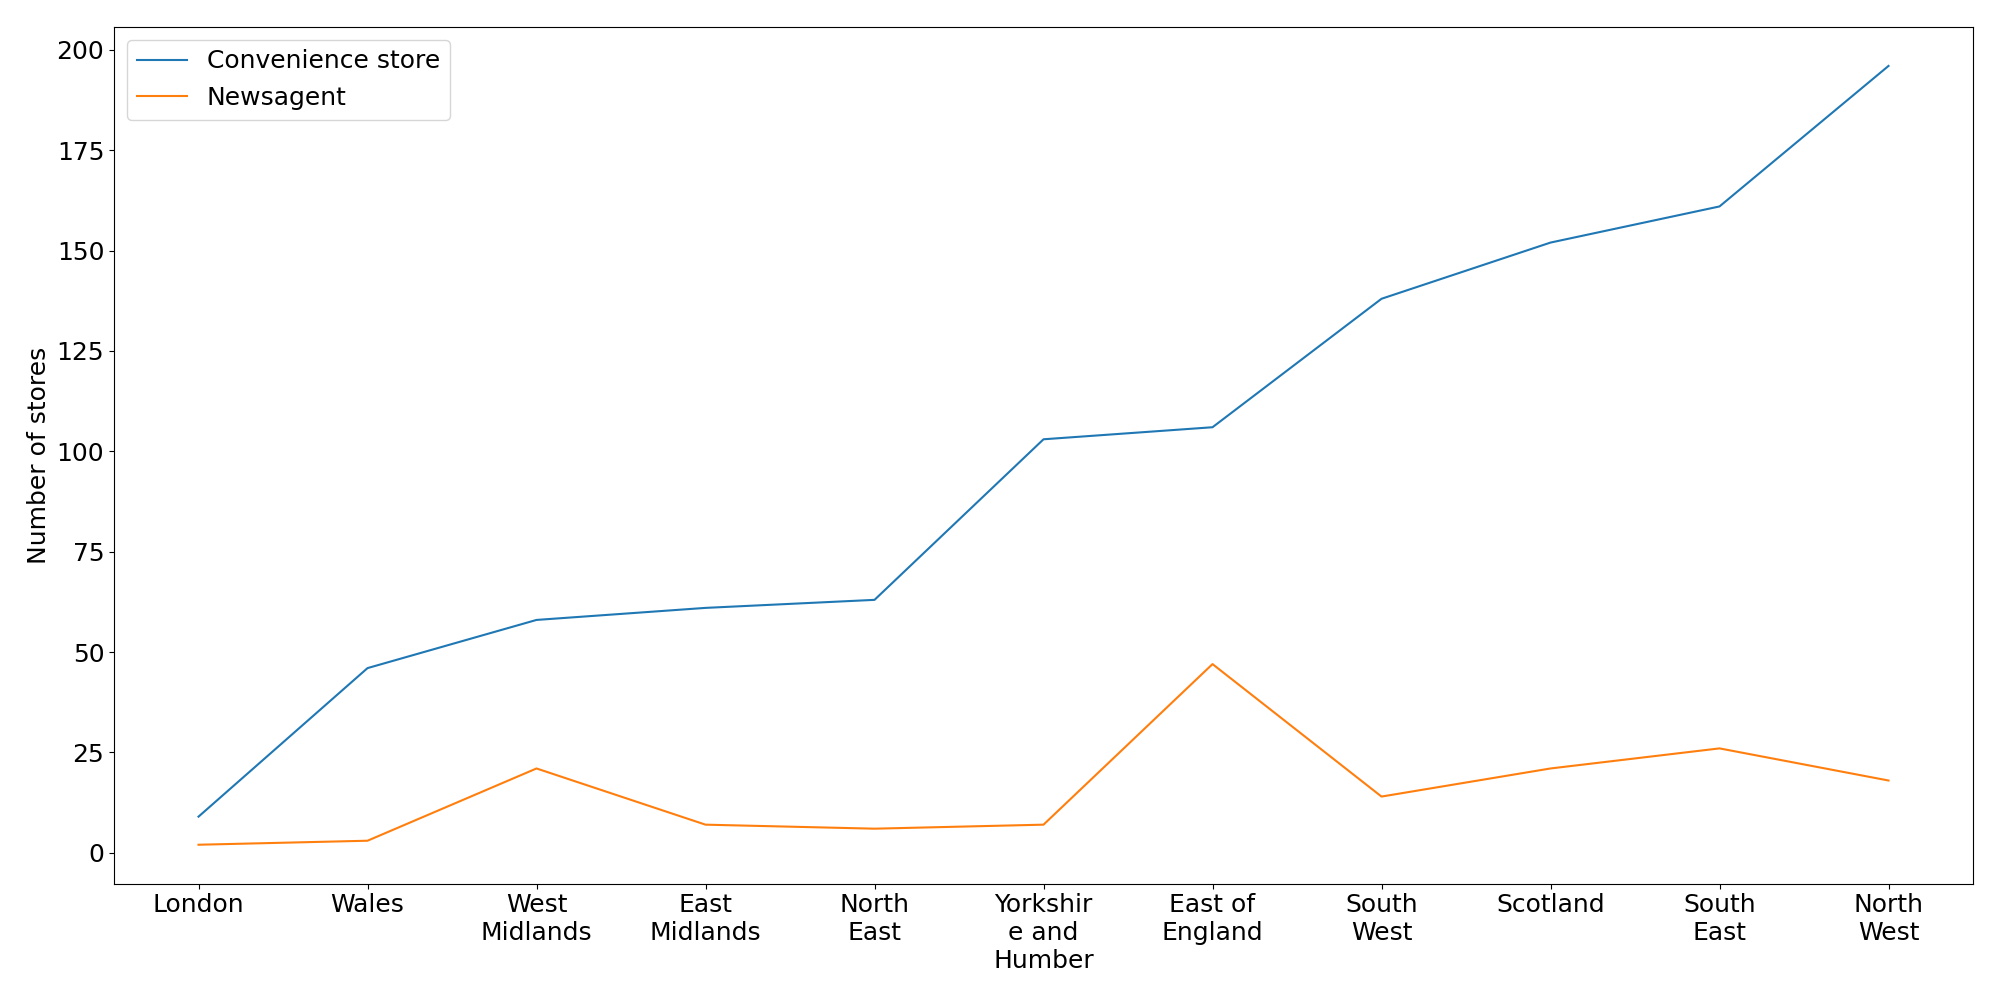 200
175
150
125
100
75
50
25
0
Number of stores
Convenience store
Newsagent
London
Wales
West
Midlands
East
Midlands
North
East
Yorkshir
e and
Humber
East of
England
South
West
Scotland
South
East
North
West